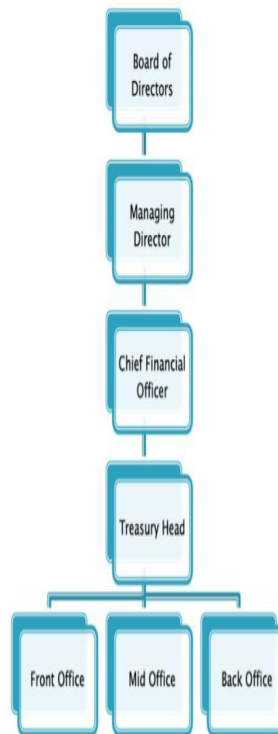 Board of
Directors
Managing
Director
Chief Financial
Officer
Treasury Head
Front Office
Mid Office
Back Office